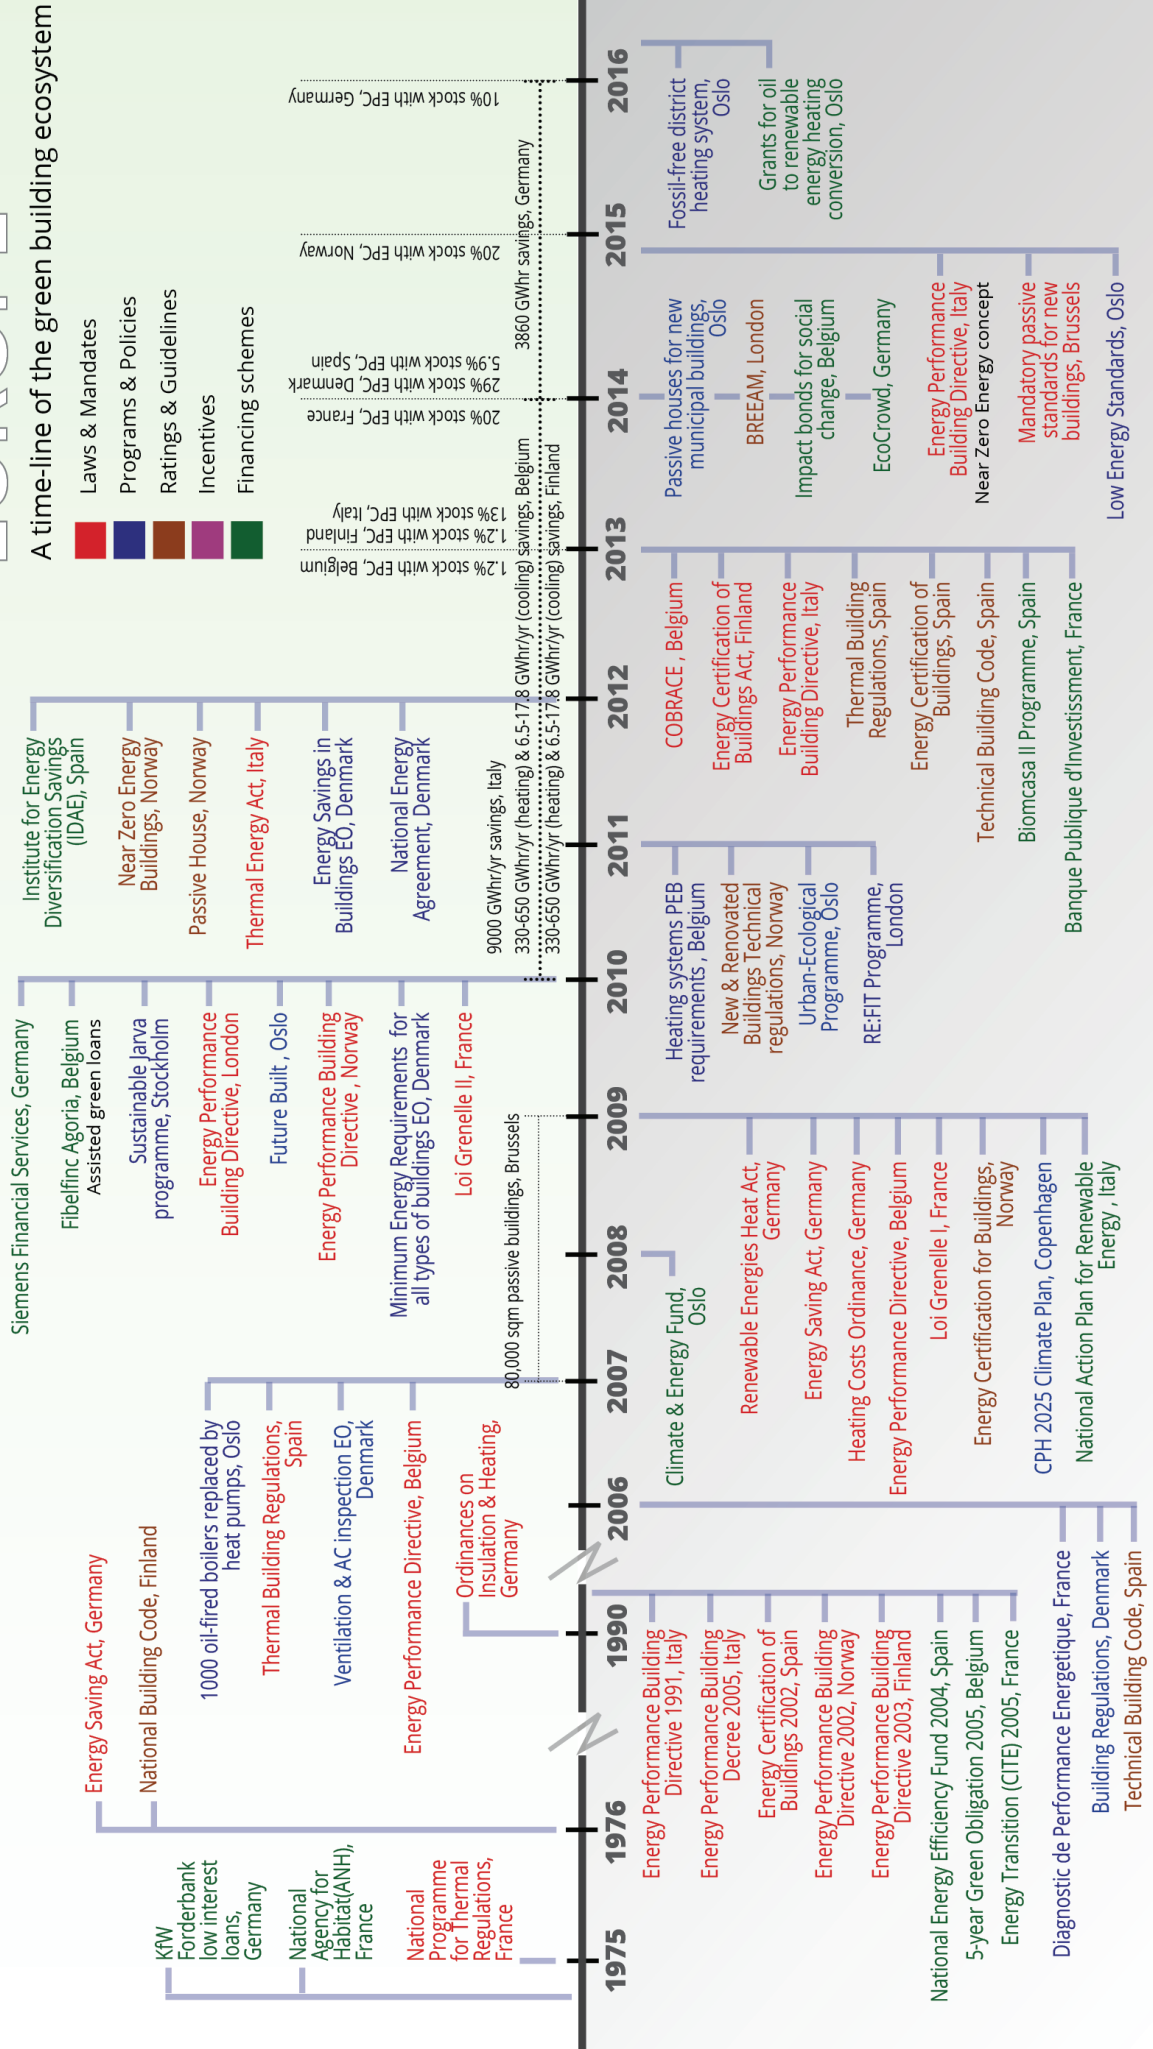 A time-line of the green building ecosystem
Laws & Mandates
Programs & Policies
Ratings & Guidelines
Incentives
Financing schemes
KfW
Forderbank
low interest
loans,
Germany
National
Agency for
Habitat(ANH),
France
National
Programme
for Thermal
Regulations,
France
Energy Saving Act, Germany
National Building Code, Finland
Ordinances on
Insulation & Heating,
Germany
1000 oil-fired boilers replaced by
heat pumps, Oslo
Thermal Building Regulations,
Spain
Ventilation & AC inspection EO,
Denmark
Energy Performance Directive, Belgium
80,000 sqm passive buildings, Brussels
Siemens Financial Services, Germany
Fibelfinc Agoria, Belgium
Assisted green loans
Sustainable Jarva
programme, Stockholm
Energy Performance
Building Directive, London
Future Built , Oslo
Energy Performance Building
Directive , Norway
Minimum Energy Requirements for
all types of buildings EO, Denmark
Loi Grenelle II, France
Institute for Energy
Diversification Savings
(IDAE), Spain
Near Zero Energy
Buildings, Norway
Passive House, Norway
Thermal Energy Act, Italy
Energy Savings in
Buildings EO, Denmark
National Energy
Agreement, Denmark
9000 GWhr/yr savings, Italy
330-650 GWhr/yr (heating) & 6.5-17.8 GWhr/yr (cooling) savings, Belgium
330-650 GWhr/yr (heating) & 6.5-17.8 GWhr/yr (cooling) savings, Finland
3860 GWhr savings, Germany
1.2% stock with EPC, Belgium
1.2% stock with EPC, Finland
13% stock with EPC, Italy
20% stock with EPC, France
29% stock with EPC, Denmark
5.9% stock with EPC, Spain
20% stock with EPC, Norway
10% stock with EPC, Germany
1975
1976
1990
2006
2007
2008
2009
2010
2011
2012
2013
2014
2015
2016
Energy Performance Building
Directive 1991, Italy
Energy Performance Building
Decree 2005, Italy
Energy Certification of
Buildings 2002, Spain
Energy Performance Building
Directive 2002, Norway
Energy Performance Building
Directive 2003, Finland
National Energy Efficiency Fund 2004, Spain
5-year Green Obligation 2005, Belgium
Energy Transition (CITE) 2005, France
Diagnostic de Performance Energetique, France
Building Regulations, Denmark
Technical Building Code, Spain
Climate & Energy Fund,
Oslo
Renewable Energies Heat Act,
Germany
Energy Saving Act, Germany
Heating Costs Ordinance, Germany
Energy Performance Directive, Belgium
Loi Grenelle I, France
Energy Certification for Buildings,
Norway
CPH 2025 Climate Plan, Copenhagen
National Action Plan for Renewable
Energy , Italy
Heating systems PEB
requirements , Belgium
New & Renovated
Buildings Technical
regulations, Norway
Urban-Ecological
Programme, Oslo
RE:FIT Programme,
London
COBRACE , Belgium
Energy Certification of
Buildings Act, Finland
Energy Performance
Building Directive, Italy
Thermal Building
Regulations, Spain
Energy Certification of
Buildings, Spain
Technical Building Code, Spain
Biomcasa II Programme, Spain
Banque Publique d'Investissment, France
Passive houses for new
municipal buildings,
Oslo
BREEAM, London
Impact bonds for social
change, Belgium
EcoCrowd, Germany
Energy Performance
Building Directive, Italy
Near Zero Energy concept
Mandatory passive
standards for new
buildings, Brussels
Low Energy Standards, Oslo
Fossil-free district
heating system,
Oslo
Grants for oil
to renewable
energy heating
conversion, Oslo